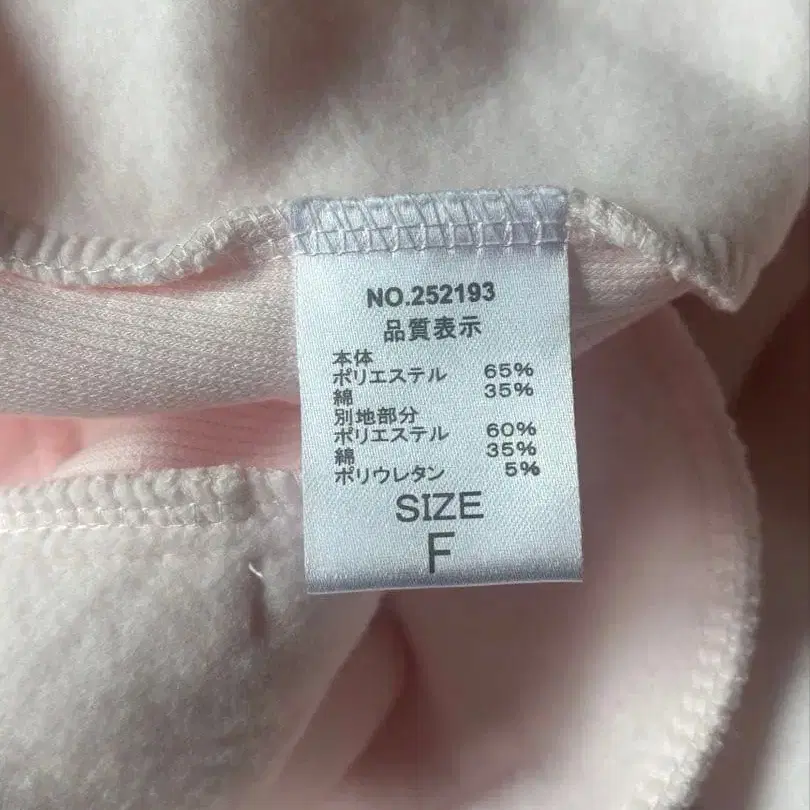 NO.252193
品質表示
本体
ポリエステル 65%
綿 35%
別地部分
ポリエステル 60%
綿 35%
ポリウレタン 5%
SIZE
F